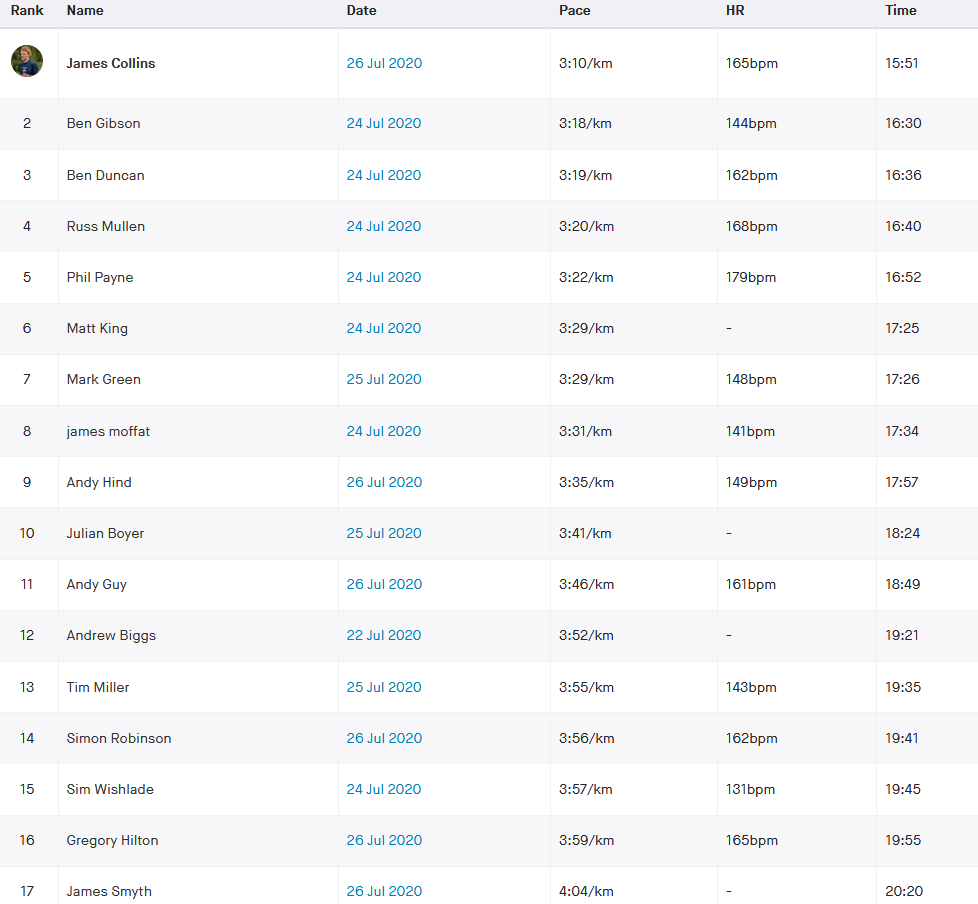 Rank Name Date Pace HR Time
James Collins 26 Jul 2020 3:10/km 165bpm 15:51
2 Ben Gibson 24 Jul 2020 3:18/km 144bpm 16:30
3 Ben Duncan 24 Jul 2020 3:19/km 162bpm 16:36
4 Russ Mullen 24 Jul 2020 3:20/km 168bpm 16:40
5 Phil Payne 24 Jul 2020 3:22/km 179bpm 16:52
6 Matt King 24 Jul 2020 3:29/km - 17:25
7 Mark Green 25 Jul 2020 3:29/km 148bpm 17:26
8 james moffat 24 Jul 2020 3:31/km 141bpm 17:34
9 Andy Hind 26 Jul 2020 3:35/km 149bpm 17:57
10 Julian Boyer 25 Jul 2020 3:41/km - 18:24
11 Andy Guy 26 Jul 2020 3:46/km 161bpm 18:49
12 Andrew Biggs 22 Jul 2020 3:52/km - 19:21
13 Tim Miller 25 Jul 2020 3:55/km 143bpm 19:35
14 Simon Robinson 26 Jul 2020 3:56/km 162bpm 19:41
15 Sim Wishlade 24 Jul 2020 3:57/km 131bpm 19:45
16 Gregory Hilton 26 Jul 2020 3:59/km 165bpm 19:55
17 James Smyth 26 Jul 2020 4:04/km - 20:20